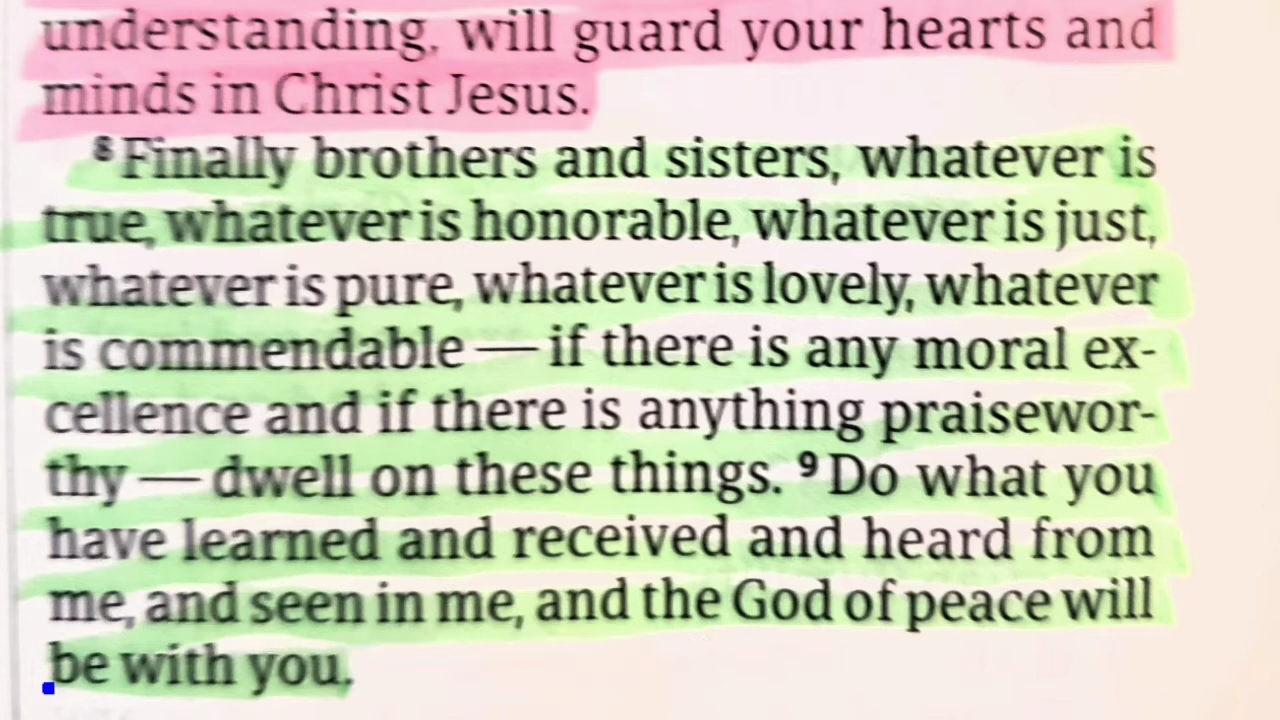 understanding, will guard your hearts and
minds in Christ Jesus.
8 Finally brothers and sisters, whatever is
true, whatever is honorable, whatever is just,
whatever is pure, whatever is lovely, whatever
is commendable — if there is any moral ex-
cellence and if there is anything praisewor-
thy — dwell on these things. 9 Do what you
have learned and received and heard from
me, and seen in me, and the God of peace will
be with you.